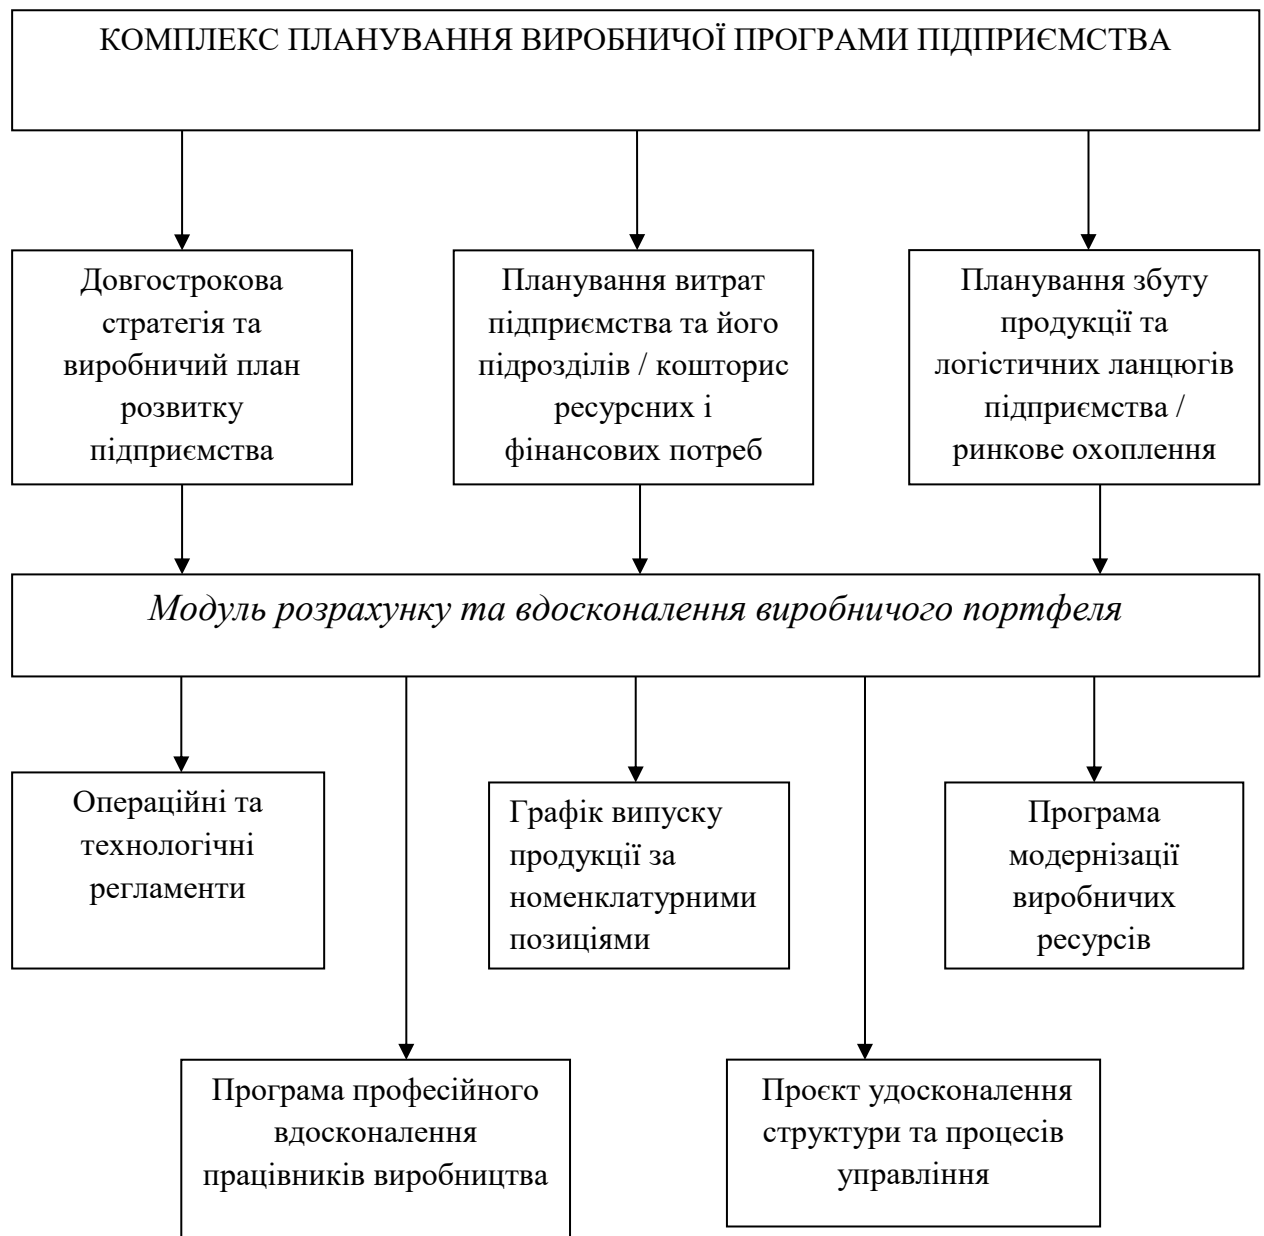 КОМПЛЕКС ПЛАНУВАННЯ ВИРОБНИЧОЇ ПРОГРАМИ ПІДПРИЄМСТВА
Довгострокова
стратегія та
виробничий план
розвитку
підприємства
Планування витрат
підприємства та його
підрозділів / кошторис
ресурсних і
фінансових потреб
Планування збуту
продукції та
логістичних ланцюгів
підприємства /
ринкове охоплення
Модуль розрахунку та вдосконалення виробничого портфеля
Операційні та
технологічні
регламенти
Графік випуску
продукції за
номенклатурними
позиціями
Програма
модернізації
виробничих
ресурсів
Програма професійного
вдосконалення
працівників виробництва
Проєкт удосконалення
структури та процесів
управління